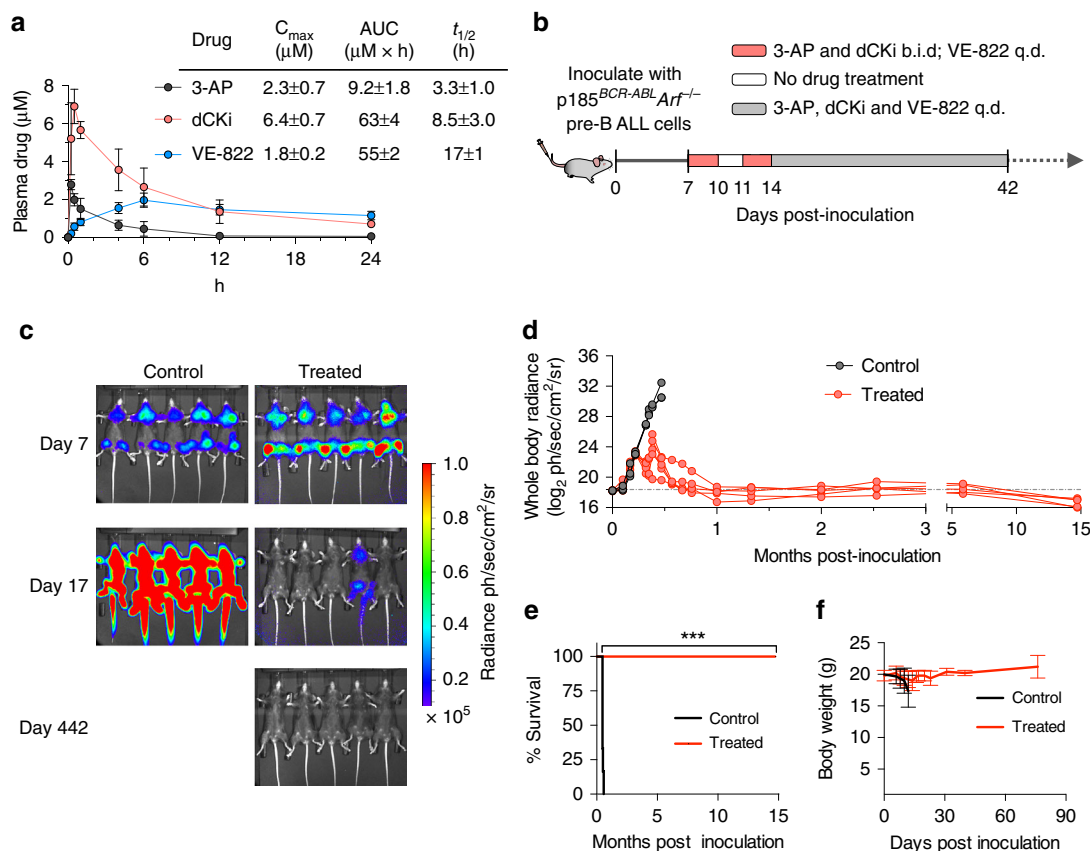 a
Drug Cmax (μM) AUC (μM × h) t1/2 (h)
3-AP 2.3±0.7 9.2±1.8 3.3±1.0
dCKi 6.4±0.7 63±4 8.5±3.0
VE-822 1.8±0.2 55±2 17±1
Plasma drug (μM)
8
6
4
2
0
0 6 12 18 24
h
b
Inoculate with
p185BCR-ABLArf–/–
pre-B ALL cells
3-AP and dCKi b.i.d; VE-822 q.d.
No drug treatment
3-AP, dCKi and VE-822 q.d.
0 7 10 11 14 42
Days post-inoculation
c
Control Treated
Day 7
Day 17
Day 442
1.0
0.8
0.6
0.4
0.2
× 10⁵
Radiance ph/sec/cm²/sr
d
Whole body radiance
(log₂ ph/sec/cm²/sr)
36
32
28
24
20
16
Control
Treated
0 1 2 3 5 10 15
Months post-inoculation
e
***
% Survival
100
75
50
25
0
Control
Treated
0 5 10 15
Months post inoculation
f
Body weight (g)
25
20
15
10
5
Control
Treated
0 30 60 90
Days post inoculation